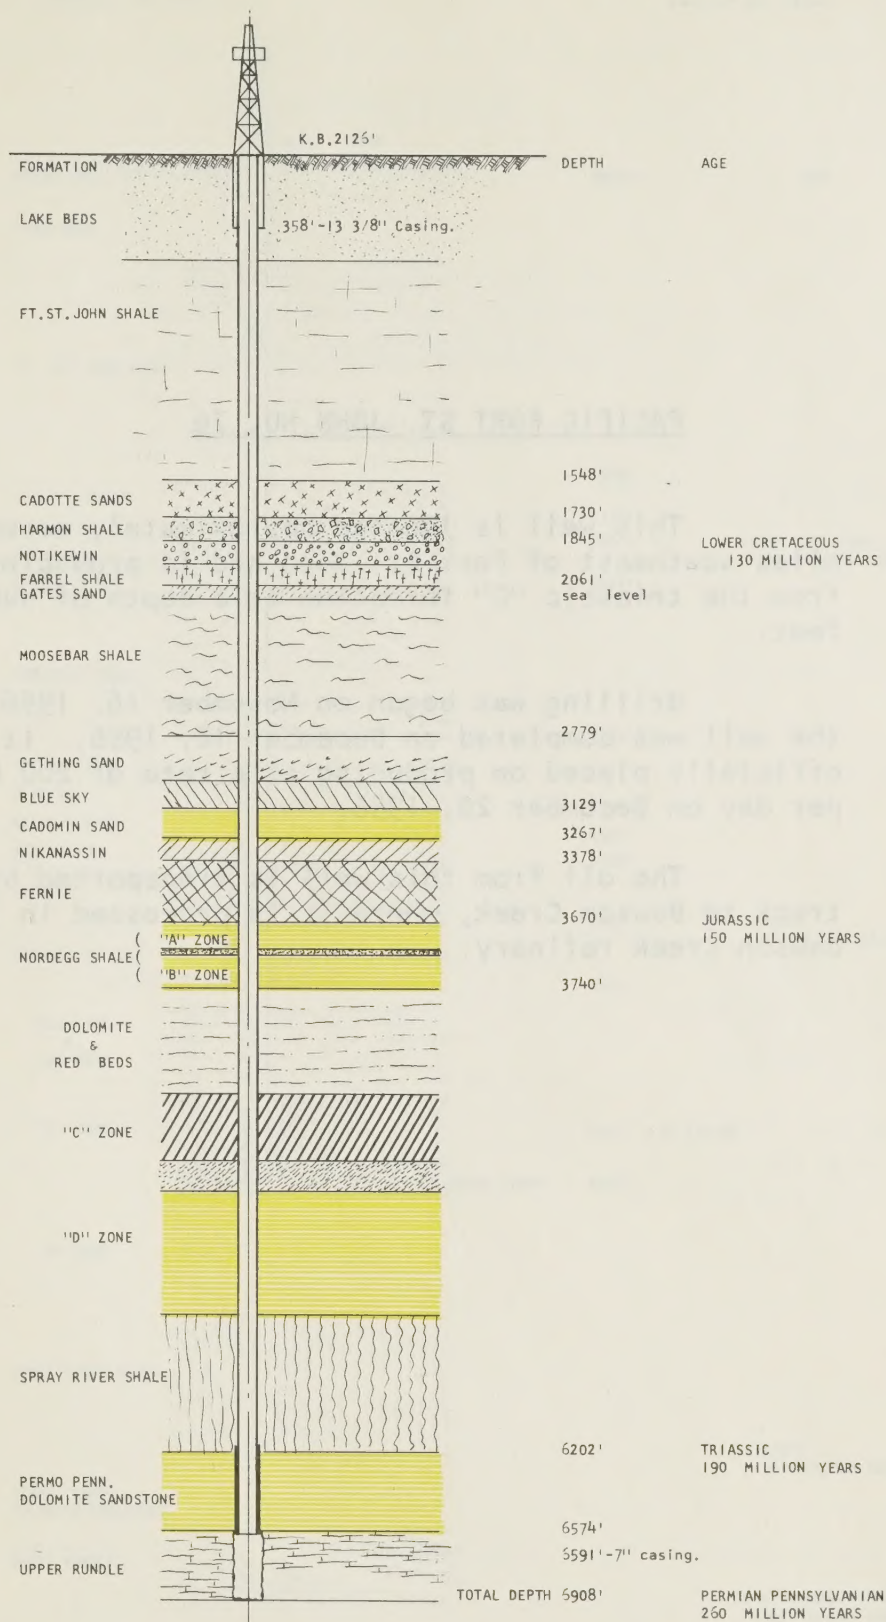 K.B.2126'
FORMATION DEPTH AGE
LAKE BEDS 358'-13 3/8" Casing.
FT.ST.JOHN SHALE
1548'
CADOTTE SANDS
1730'
HARMON SHALE
1845'
NOTIKEWIN
LOWER CRETACEOUS
130 MILLION YEARS
FARREL SHALE
2061'
GATES SAND sea level
MOOSEBAR SHALE
2779'
GETHING SAND
BLUE SKY
3129'
CADOMIN SAND
3267'
NIKANASSIN
3378'
FERNIE
3670' JURASSIC
150 MILLION YEARS
( "A" ZONE
NORDEGG SHALE(
( "B" ZONE
3740'
DOLOMITE
&
RED BEDS
"C" ZONE
"D" ZONE
SPRAY RIVER SHALE
6202' TRIASSIC
190 MILLION YEARS
PERMO PENN.
DOLOMITE SANDSTONE
6574'
6591'-7" casing.
UPPER RUNDLE
TOTAL DEPTH 6908' PERMIAN PENNSYLVANIAN
260 MILLION YEARS
PACIFIC FORT ST. JOHN NO.
This well is